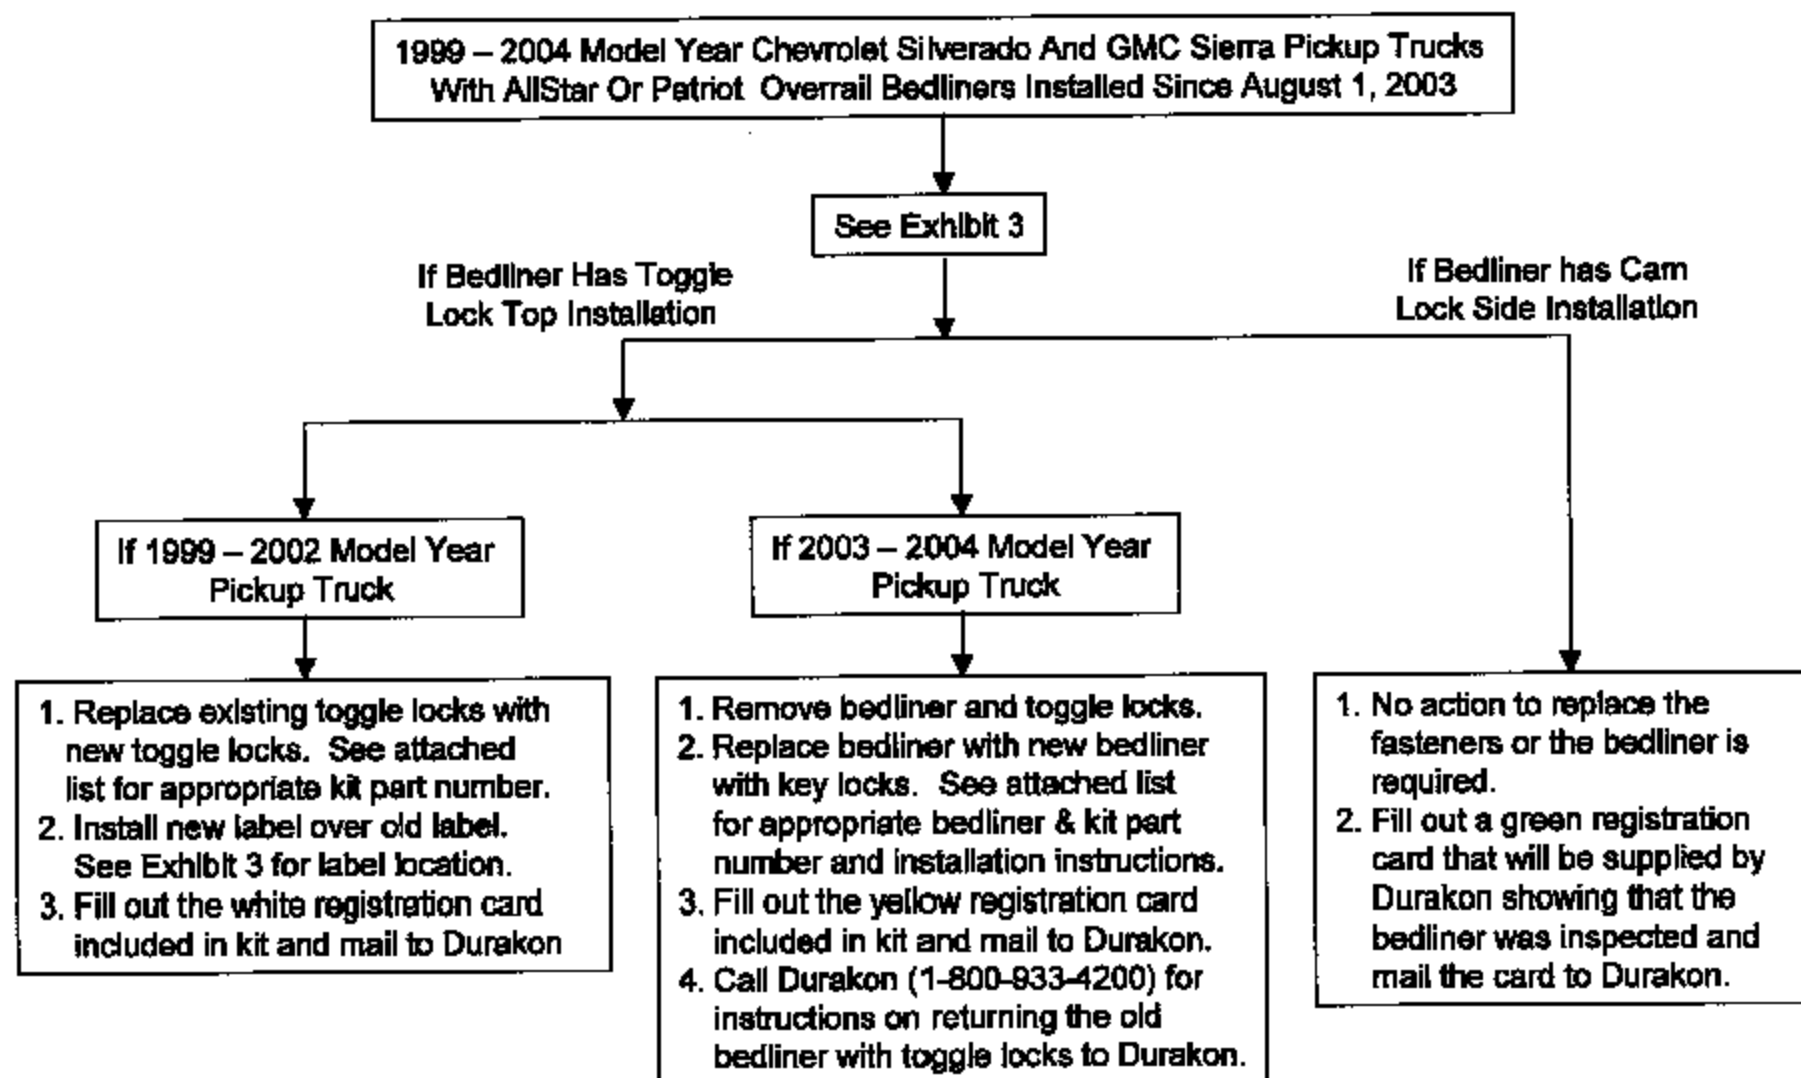 1999 – 2004 Model Year Chevrolet Silverado And GMC Sierra Pickup Trucks
With AllStar Or Patriot Overrail Bedliners Installed Since August 1, 2003
See Exhibit 3
If Bedliner Has Toggle
Lock Top Installation
If Bedliner has Cam
Lock Side Installation
If 1999 – 2002 Model Year
Pickup Truck
If 2003 – 2004 Model Year
Pickup Truck
1. Replace existing toggle locks with
new toggle locks. See attached
list for appropriate kit part number.
2. Install new label over old label.
See Exhibit 3 for label location.
3. Fill out the white registration card
included in kit and mail to Durakon
1. Remove bedliner and toggle locks.
2. Replace bedliner with new bedliner
with key locks. See attached list
for appropriate bedliner & kit part
number and installation instructions.
3. Fill out the yellow registration card
included in kit and mail to Durakon.
4. Call Durakon (1-800-933-4200) for
instructions on returning the old
bedliner with toggle locks to Durakon.
1. No action to replace the
fasteners or the bedliner is
required.
2. Fill out a green registration
card that will be supplied by
Durakon showing that the
bedliner was inspected and
mail the card to Durakon.